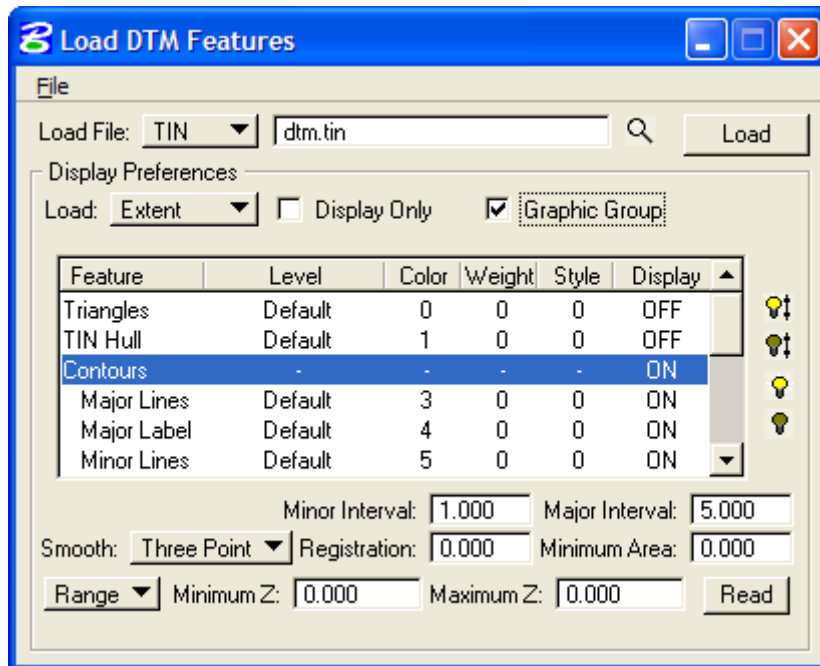 Load DTM Features
File
Load File: TIN dtm.tin Load
Display Preferences
Load: Extent Display Only Graphic Group
Feature Level Color Weight Style Display
Triangles Default 0 0 0 OFF
TIN Hull Default 1 0 0 OFF
Contours - - - - ON
Major Lines Default 3 0 0 ON
Major Label Default 4 0 0 ON
Minor Lines Default 5 0 0 ON
Minor Interval: 1.000 Major Interval: 5.000
Smooth: Three Point Registration: 0.000 Minimum Area: 0.000
Range Minimum Z: 0.000 Maximum Z: 0.000 Read